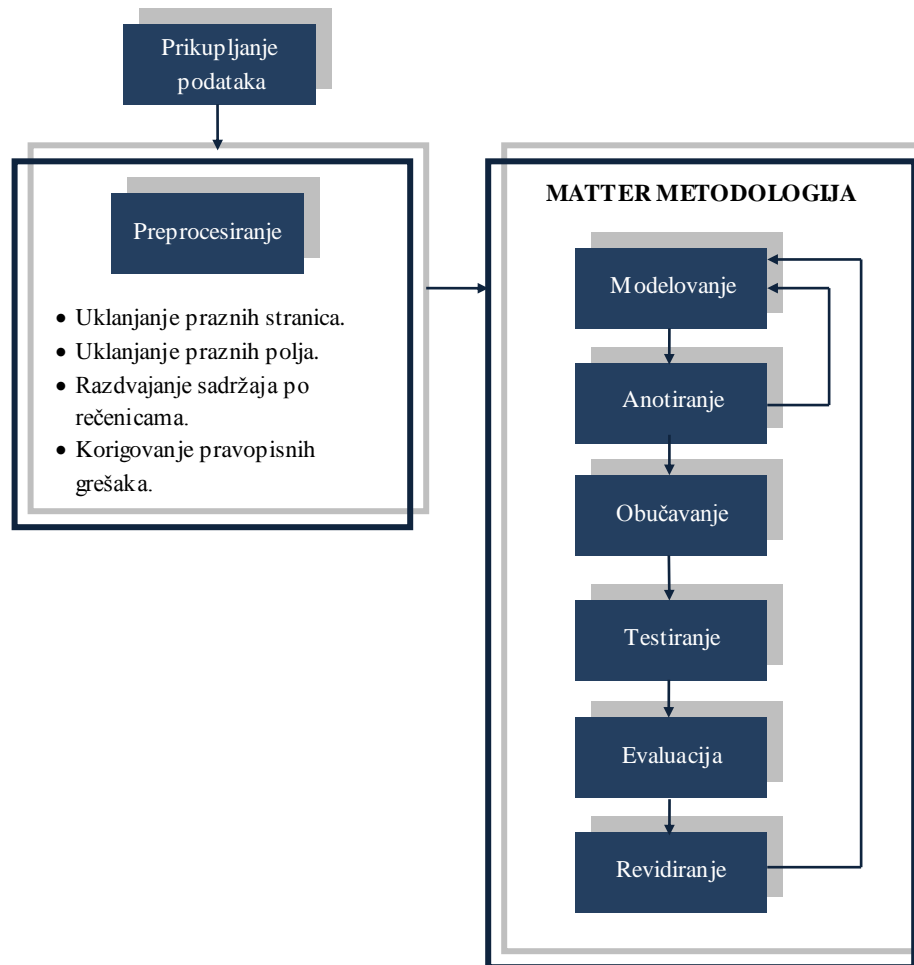 Prikupljanje
podataka
Preprocesiranje
• Uklanjanje praznih stranica.
• Uklanjanje praznih polja.
• Razdvajanje sadržaja po
rečenicama.
• Korigovanje pravopisnih
grešaka.
MATTER METODOLOGIJA
Modelovanje
Anotiranje
Obučavanje
Testiranje
Evaluacija
Revidiranje